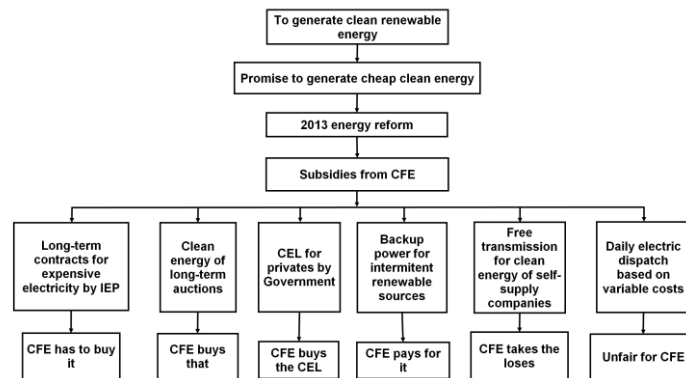 To generate clean renewable
energy
Promise to generate cheap clean energy
2013 energy reform
Subsidies from CFE
Long-term
contracts for
expensive
electricity by IEP
Clean
energy of
long-term
auctions
CEL for
privates by
Government
Backup
power for
intermitent
renewable
sources
Free
transmission
for clean
energy of self-
supply
companies
Daily electric
dispatch
based on
variable costs
CFE has to buy
it
CFE buys
that
CFE buys
the CEL
CFE pays for
it
CFE takes the
loses
Unfair for CFE